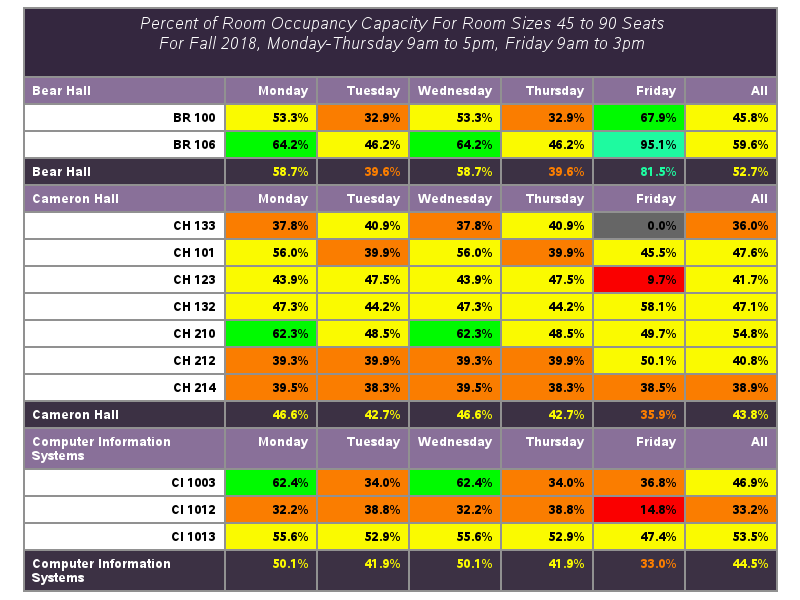 Percent of Room Occupancy Capacity For Room Sizes 45 to 90 Seats
For Fall 2018, Monday-Thursday 9am to 5pm, Friday 9am to 3pm
Bear Hall Monday Tuesday Wednesday Thursday Friday All
BR 100 53.3% 32.9% 53.3% 32.9% 67.9% 45.8%
BR 106 64.2% 46.2% 64.2% 46.2% 95.1% 59.6%
Bear Hall 58.7% 39.6% 58.7% 39.6% 81.5% 52.7%
Cameron Hall Monday Tuesday Wednesday Thursday Friday All
CH 133 37.8% 40.9% 37.8% 40.9% 0.0% 36.0%
CH 101 56.0% 39.9% 56.0% 39.9% 45.5% 47.6%
CH 123 43.9% 47.5% 43.9% 47.5% 9.7% 41.7%
CH 132 47.3% 44.2% 47.3% 44.2% 58.1% 47.1%
CH 210 62.3% 48.5% 62.3% 48.5% 49.7% 54.8%
CH 212 39.3% 39.9% 39.3% 39.9% 50.1% 40.8%
CH 214 39.5% 38.3% 39.5% 38.3% 38.5% 38.9%
Cameron Hall 46.6% 42.7% 46.6% 42.7% 35.9% 43.8%
Computer Information Monday Tuesday Wednesday Thursday Friday All
Systems
CI 1003 62.4% 34.0% 62.4% 34.0% 36.8% 46.9%
CI 1012 32.2% 38.8% 32.2% 38.8% 14.8% 33.2%
CI 1013 55.6% 52.9% 55.6% 52.9% 47.4% 53.5%
Computer Information 50.1% 41.9% 50.1% 41.9% 33.0% 44.5%
Systems